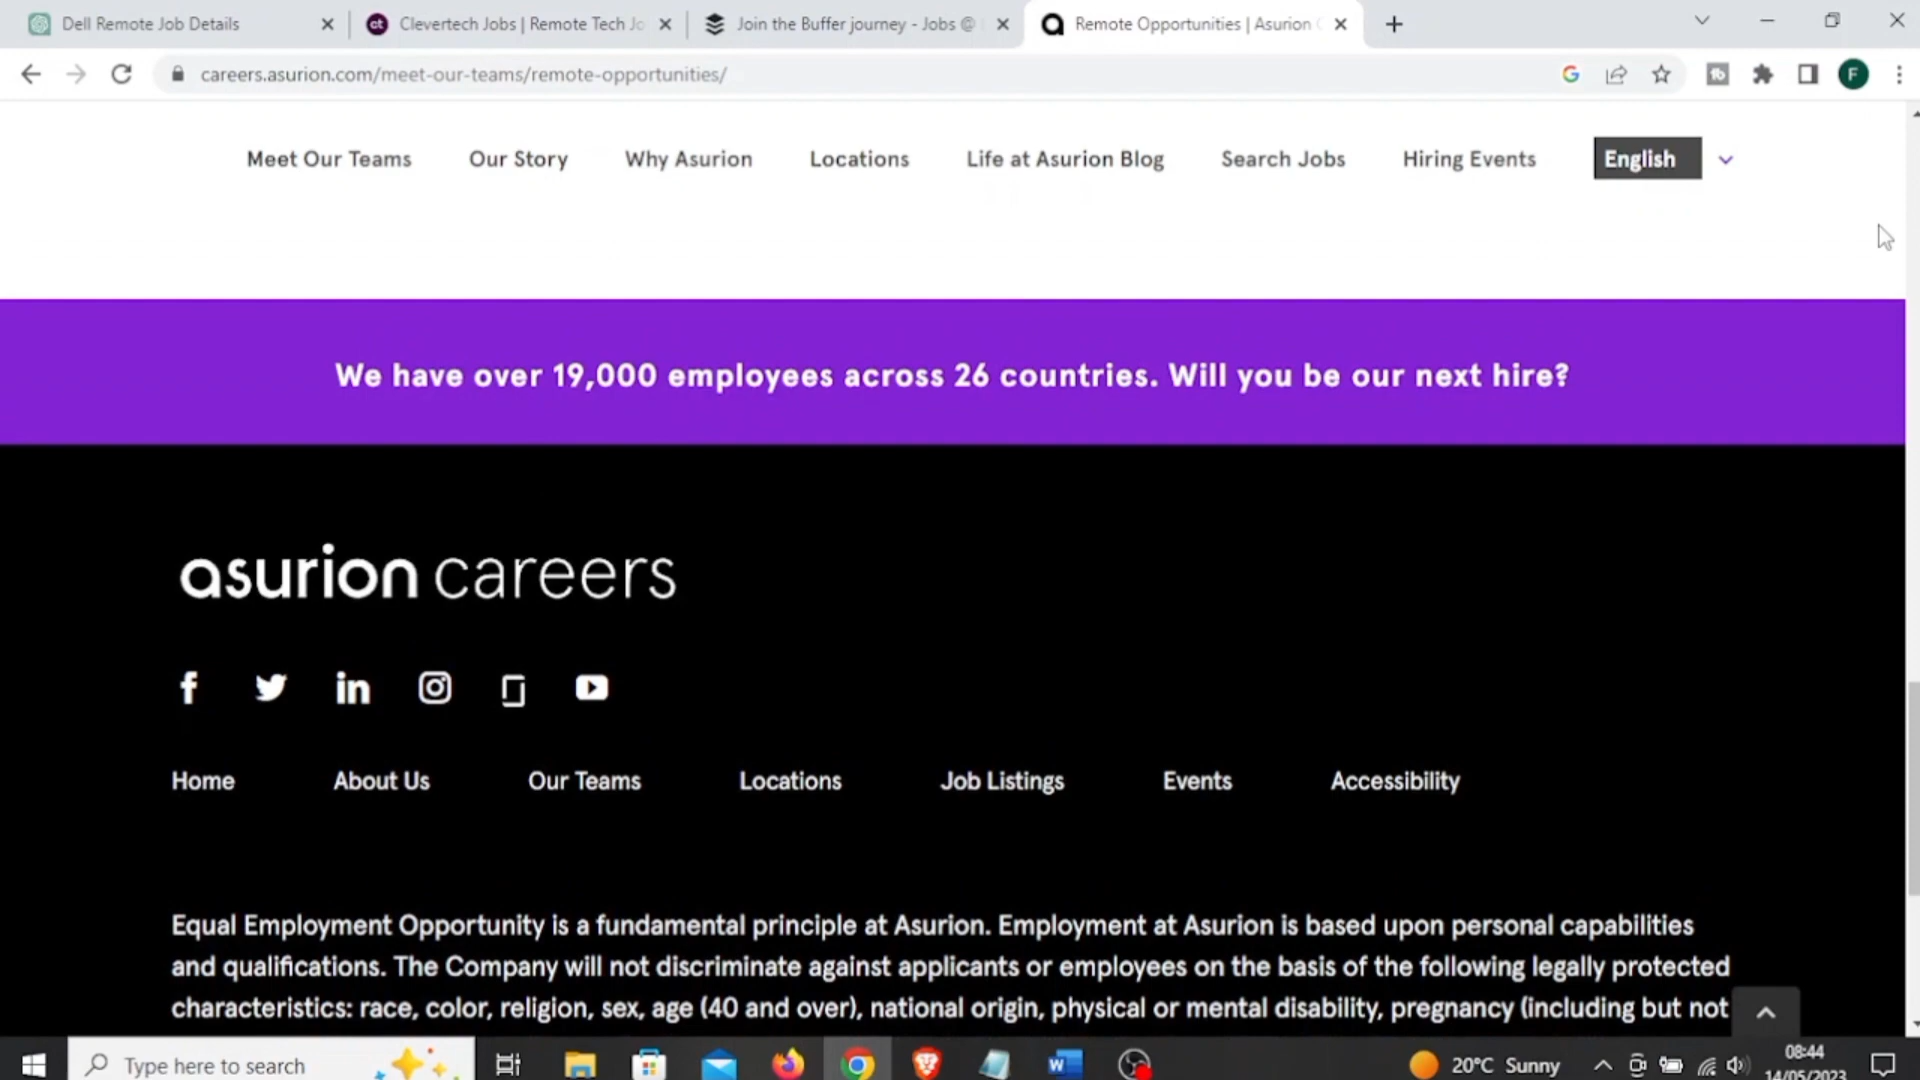 Dell Remote Job Details
Clevertech Jobs | Remote Tech Jo
Join the Buffer journey - Jobs @
Remote Opportunities | Asurion C
careers.asurion.com/meet-our-teams/remote-opportunities/
F
Meet Our Teams Our Story Why Asurion Locations Life at Asurion Blog Search Jobs Hiring Events English
We have over 19,000 employees across 26 countries. Will you be our next hire?
asurion careers
Home About Us Our Teams Locations Job Listings Events Accessibility
Equal Employment Opportunity is a fundamental principle at Asurion. Employment at Asurion is based upon personal capabilities
and qualifications. The Company will not discriminate against applicants or employees on the basis of the following legally protected
characteristics: race, color, religion, sex, age (40 and over), national origin, physical or mental disability, pregnancy (including but not
Type here to search
20°C Sunny
08:44
14/05/2023